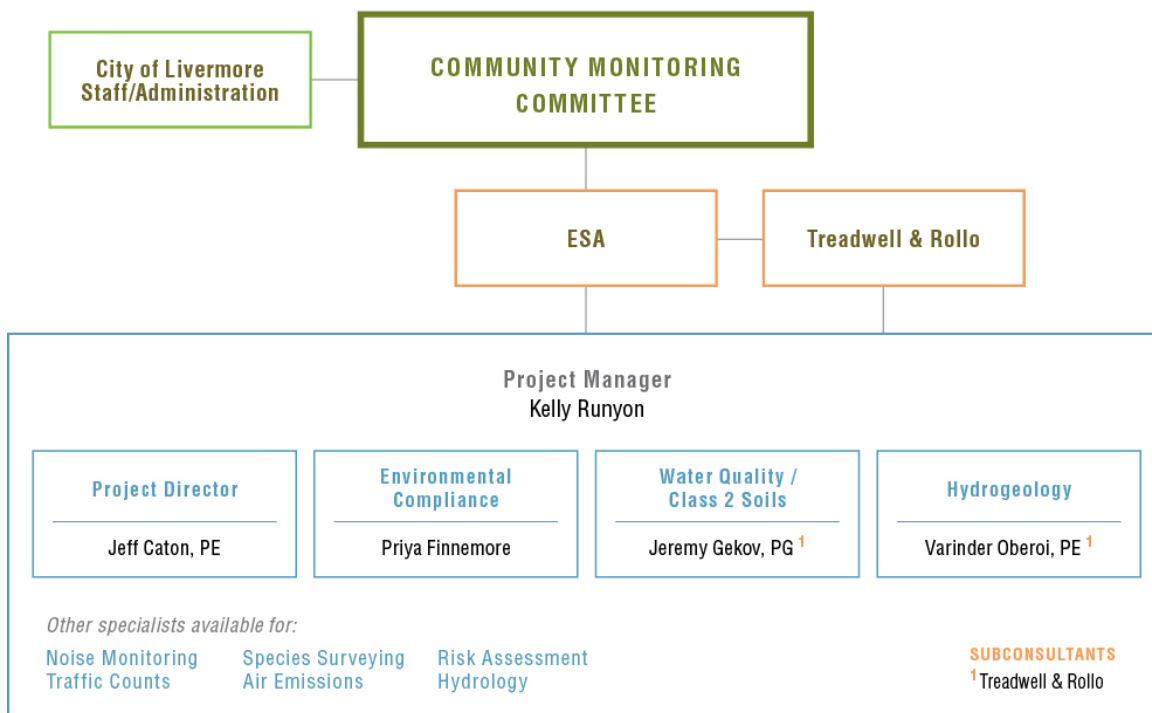 City of Livermore
Staff/Administration
COMMUNITY MONITORING
COMMITTEE
ESA
Treadwell & Rollo
Project Manager
Kelly Runyon
Project Director
Jeff Caton, PE
Environmental
Compliance
Priya Finnemore
Water Quality /
Class 2 Soils
Jeremy Gekov, PG 1
Hydrogeology
Varinder Oberoi, PE 1
Other specialists available for:
Noise Monitoring
Traffic Counts
Species Surveying
Air Emissions
Risk Assessment
Hydrology
SUBCONSULTANTS
1 Treadwell & Rollo